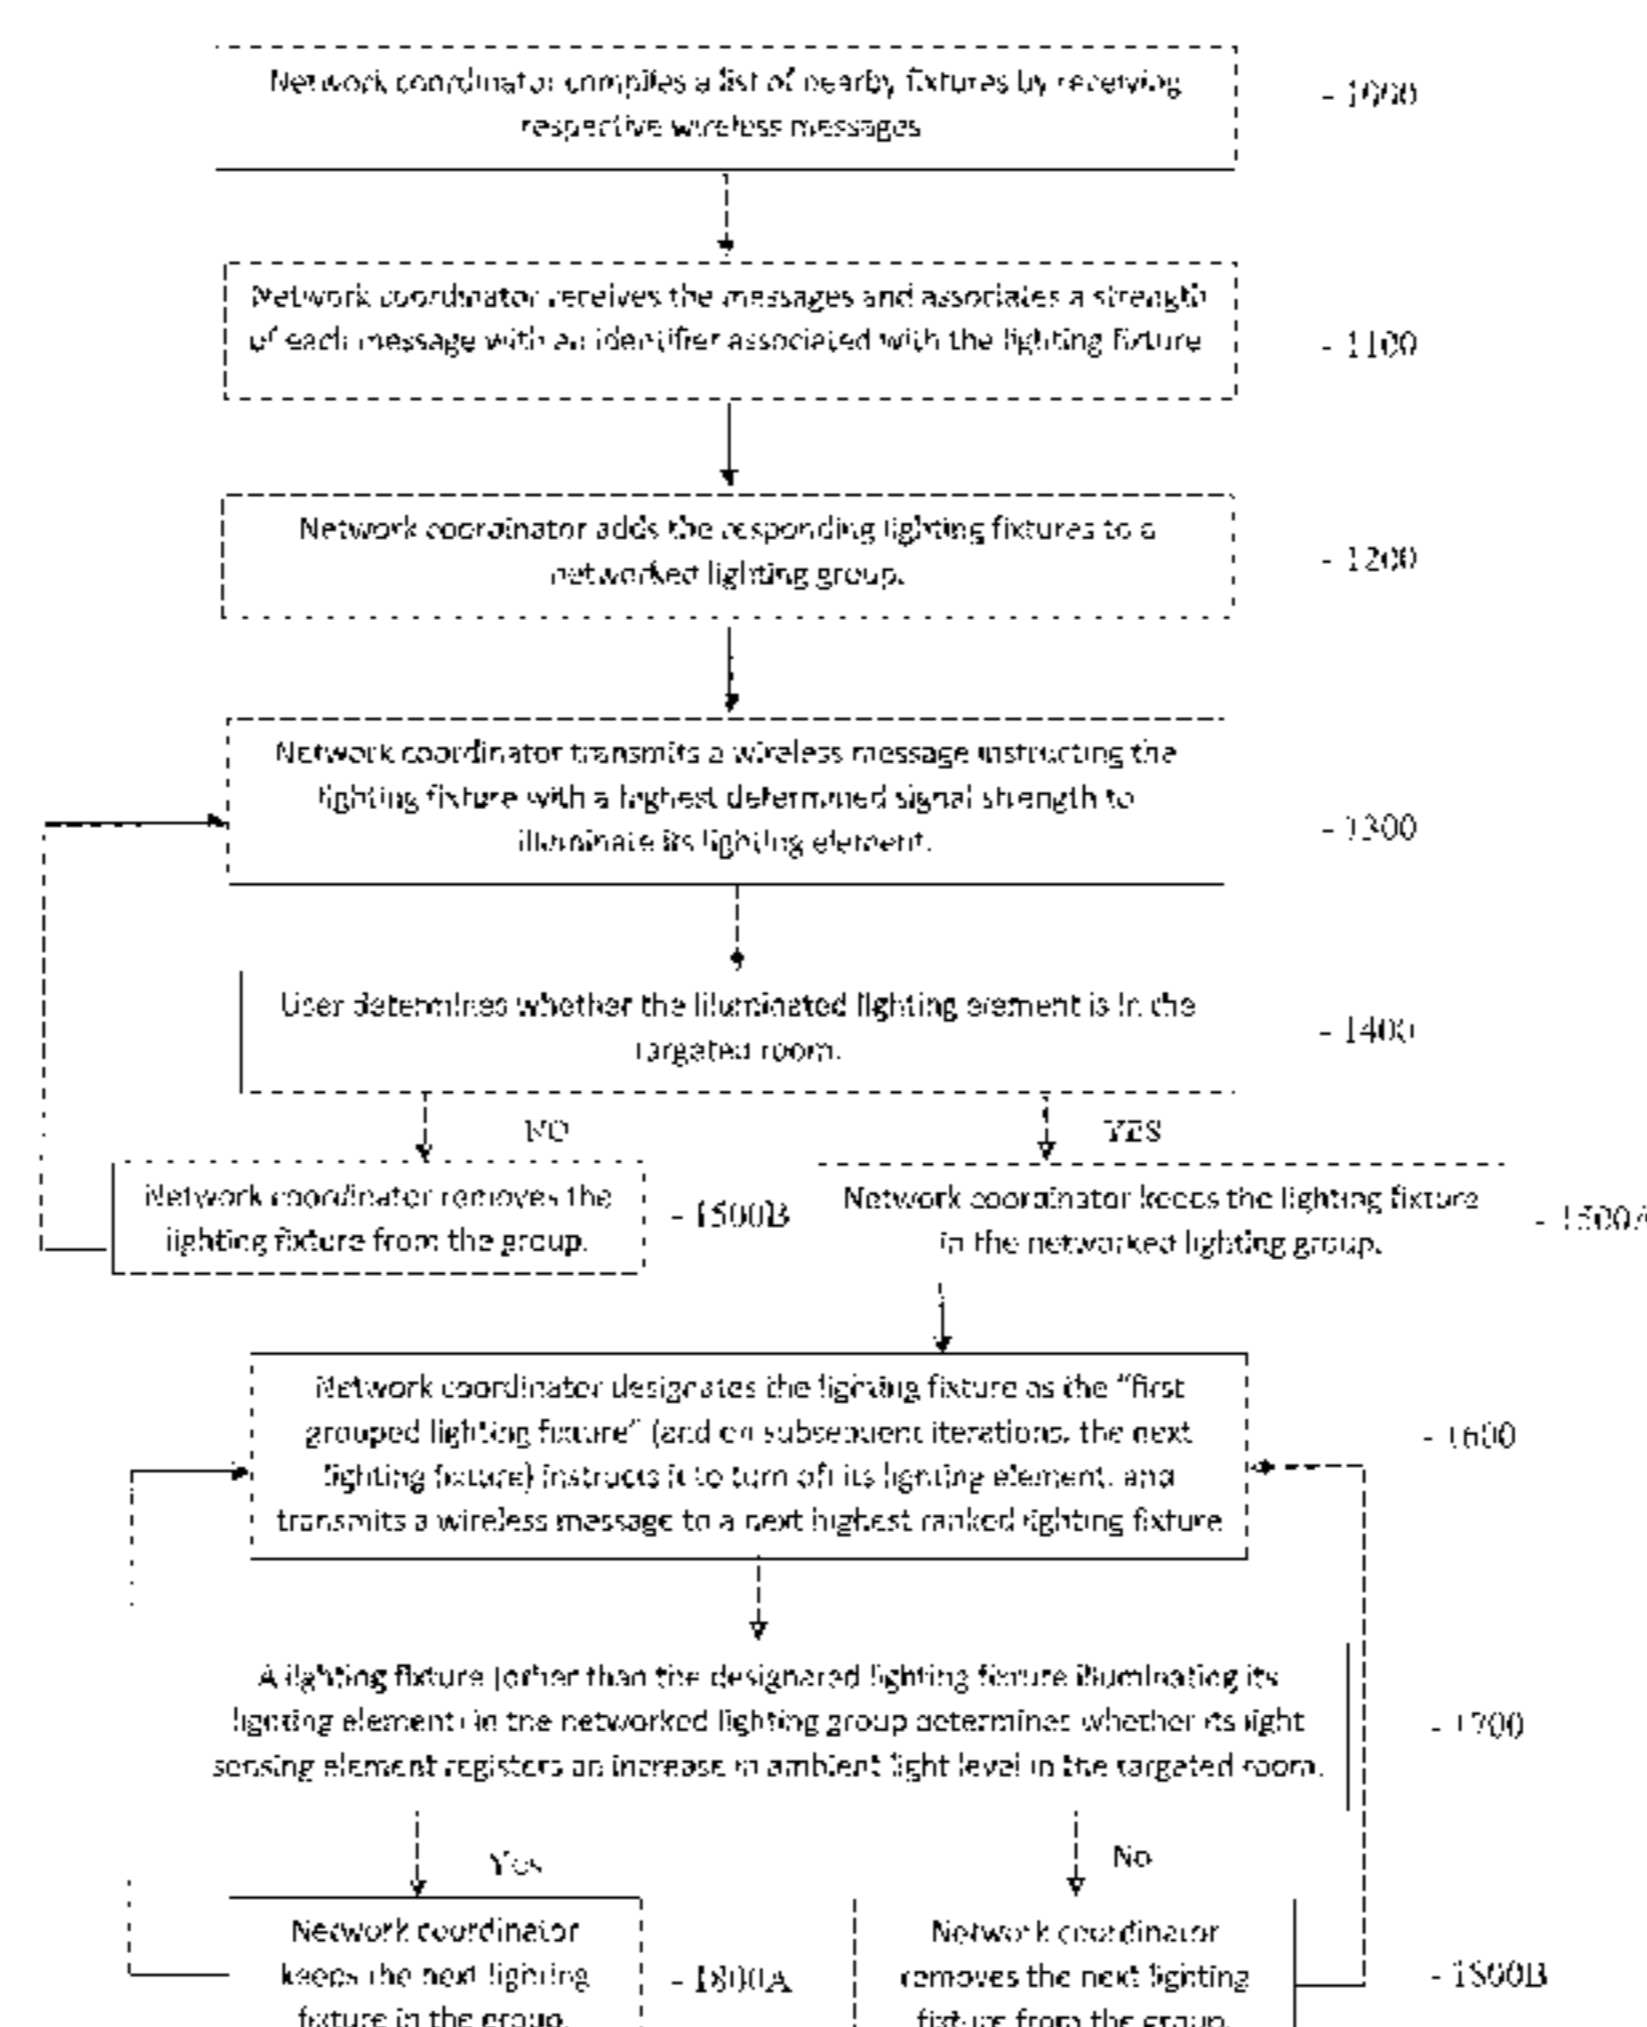 Network coordinator compiles a list of nearby fixtures by receiving
respective wireless messages
- 1000
Network coordinator receives the messages and associates a strength
of each message with an identifier associated with the lighting fixture
- 1100
Network coordinator adds the responding lighting fixtures to a
networked lighting group.
- 1200
Network coordinator transmits a wireless message instructing the
lighting fixture with a highest determined signal strength to
illuminate its lighting element.
- 1300
User determines whether the illuminated lighting element is in the
targeted room.
- 1400
NO
YES
Network coordinator removes the
lighting fixture from the group.
- 1500B
Network coordinator keeps the lighting fixture
in the networked lighting group.
- 1500A
Network coordinator designates the lighting fixture as the “first
grouped lighting fixture” (and on subsequent iterations, the next
lighting fixture) instructs it to turn off its lighting element, and
transmits a wireless message to a next highest ranked lighting fixture
- 1600
A lighting fixture (other than the designated lighting fixture illuminating its
lighting element) in the networked lighting group determines whether its light
sensing element registers an increase in ambient light level in the targeted room.
- 1700
Yes
No
Network coordinator
keeps the next lighting
fixture in the group.
- 1800A
Network coordinator
removes the next lighting
fixture from the group.
- 1800B